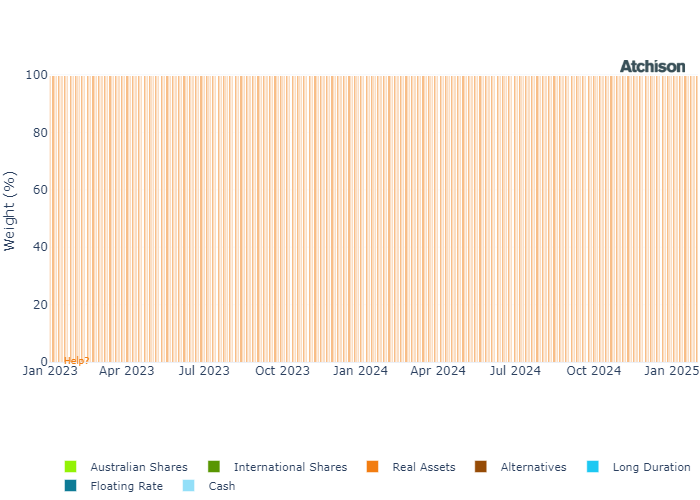 Atchison
100
80
60
40
20
0
Weight (%)
Help?
Jan 2023 Apr 2023 Jul 2023 Oct 2023 Jan 2024 Apr 2024 Jul 2024 Oct 2024 Jan 2025
Australian Shares International Shares Real Assets Alternatives Long Duration
Floating Rate Cash